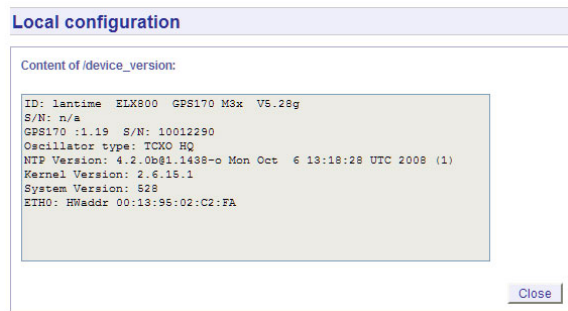 Local configuration
Content of /device_version:
ID: lantime  ELX800  GPS170 M3x  V5.28g
S/N: n/a
GPS170 :1.19  S/N: 10012290
Oscillator type: TCXO HQ
NTP Version: 4.2.0b@1.1438-o Mon Oct  6 13:18:28 UTC 2008 (1)
Kernel Version: 2.6.15.1
System Version: 528
ETH0: HWaddr 00:13:95:02:C2:FA
Close